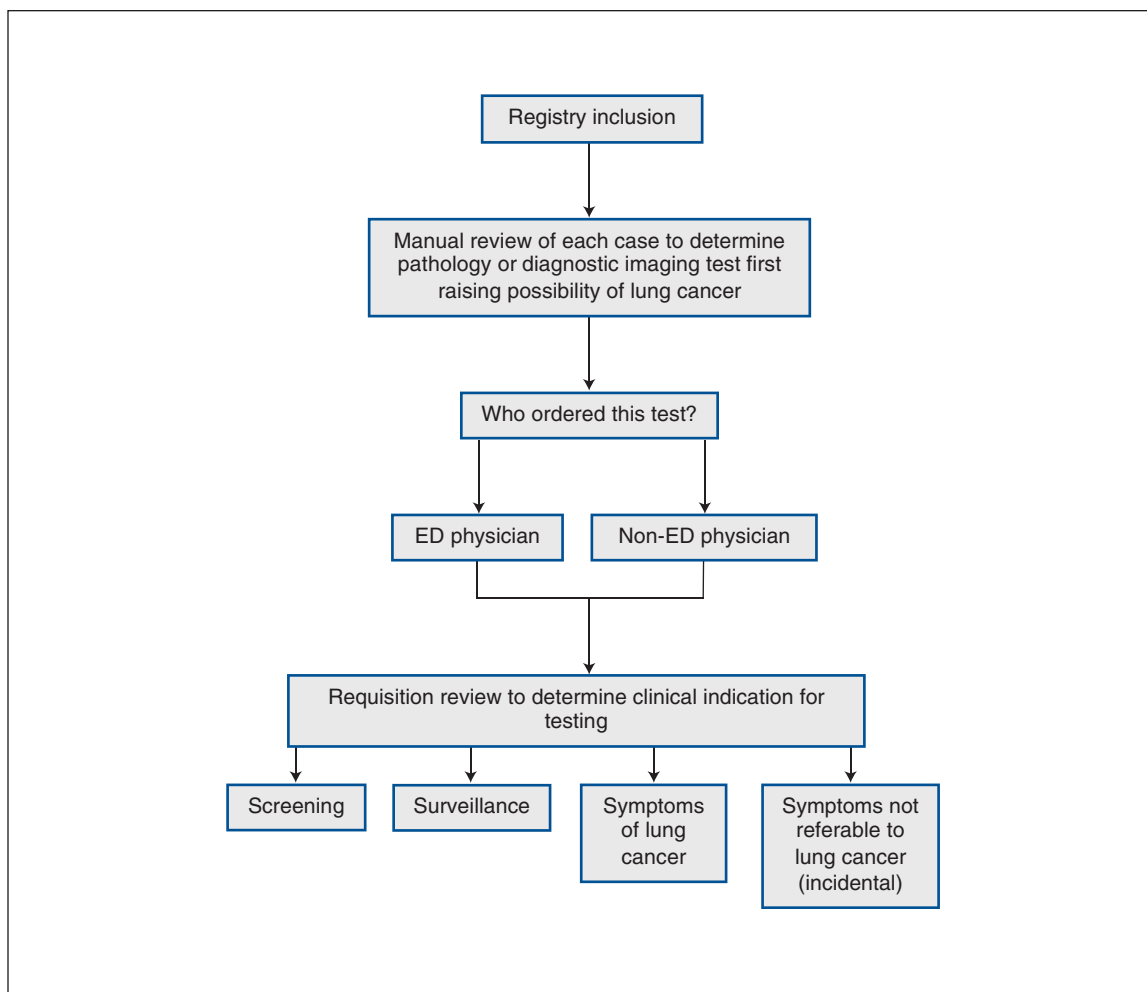 Registry inclusion
Manual review of each case to determine
pathology or diagnostic imaging test first
raising possibility of lung cancer
Who ordered this test?
ED physician
Non-ED physician
Requisition review to determine clinical indication for
testing
Screening
Surveillance
Symptoms
of lung
cancer
Symptoms not
referable to
lung cancer
(incidental)